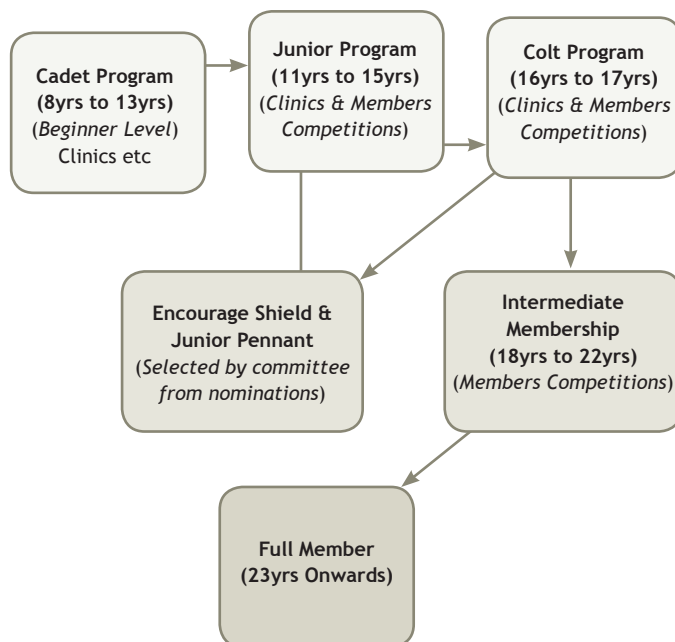 Cadet Program
(8yrs to 13yrs)
(Beginner Level)
Clinics etc
Junior Program
(11yrs to 15yrs)
(Clinics & Members
Competitions)
Colt Program
(16yrs to 17yrs)
(Clinics & Members
Competitions)
Encourage Shield &
Junior Pennant
(Selected by committee
from nominations)
Intermediate
Membership
(18yrs to 22yrs)
(Members Competitions)
Full Member
(23yrs Onwards)